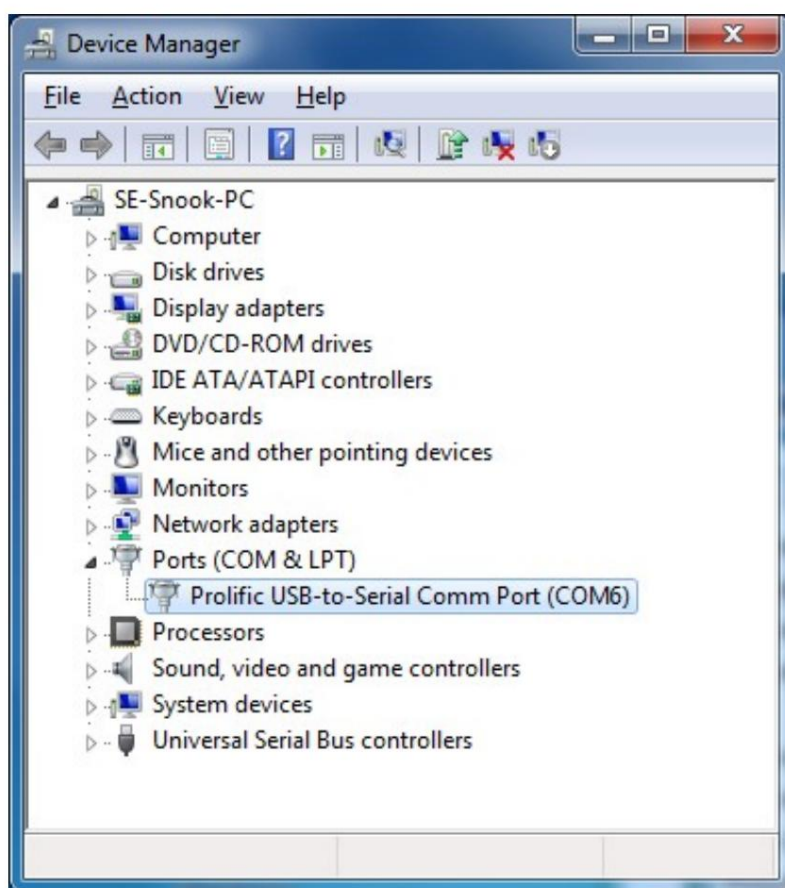 Device Manager
File Action View Help
SE-Snook-PC
Computer
Disk drives
Display adapters
DVD/CD-ROM drives
IDE ATA/ATAPI controllers
Keyboards
Mice and other pointing devices
Monitors
Network adapters
Ports (COM & LPT)
Prolific USB-to-Serial Comm Port (COM6)
Processors
Sound, video and game controllers
System devices
Universal Serial Bus controllers